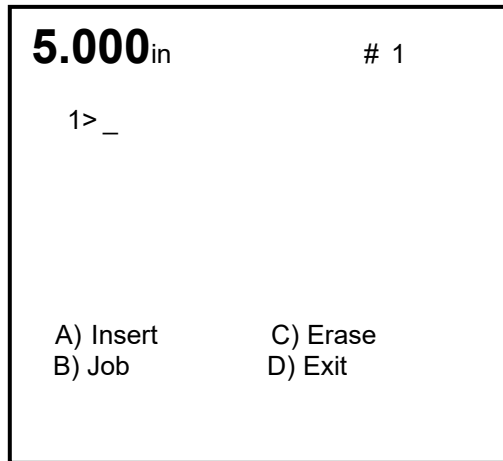 5.000in # 1
1> _
A) Insert C) Erase
B) Job D) Exit